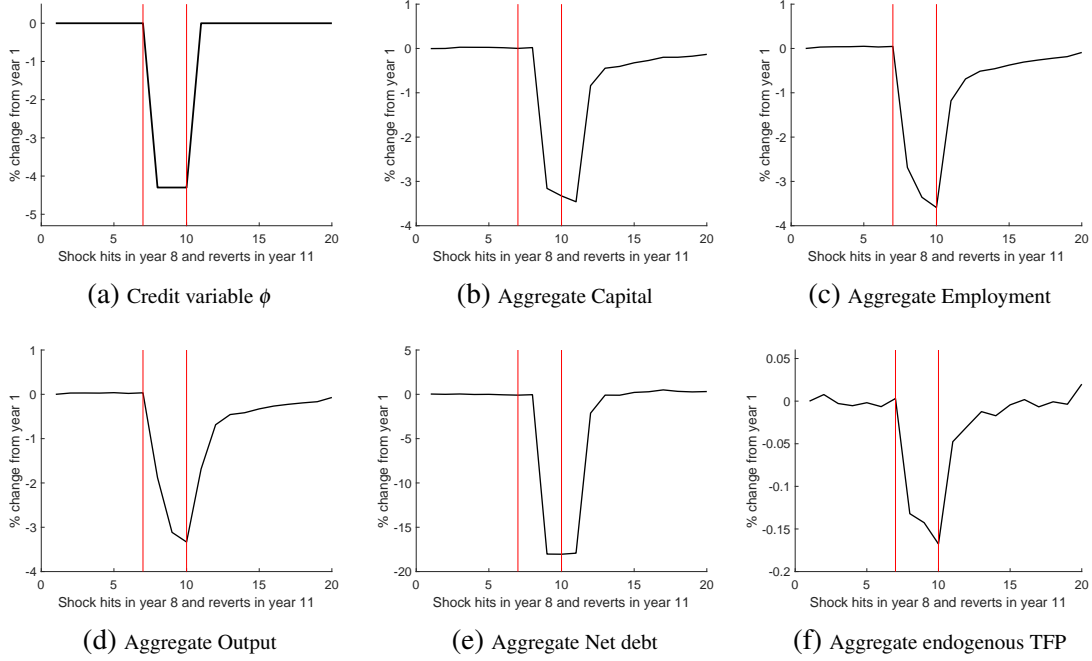 % change from year 1
0
-1
-2
-3
-4
-5
0 5 10 15 20
Shock hits in year 8 and reverts in year 11
(a) Credit variable ϕ
% change from year 1
1
0
-1
-2
-3
-4
0 5 10 15 20
Shock hits in year 8 and reverts in year 11
(b) Aggregate Capital
% change from year 1
1
0
-1
-2
-3
-4
0 5 10 15 20
Shock hits in year 8 and reverts in year 11
(c) Aggregate Employment
% change from year 1
1
0
-1
-2
-3
-4
0 5 10 15 20
Shock hits in year 8 and reverts in year 11
(d) Aggregate Output
% change from year 1
5
0
-5
-10
-15
-20
0 5 10 15 20
Shock hits in year 8 and reverts in year 11
(e) Aggregate Net debt
% change from year 1
0.05
0
-0.05
-0.1
-0.15
-0.2
0 5 10 15 20
Shock hits in year 8 and reverts in year 11
(f) Aggregate endogenous TFP